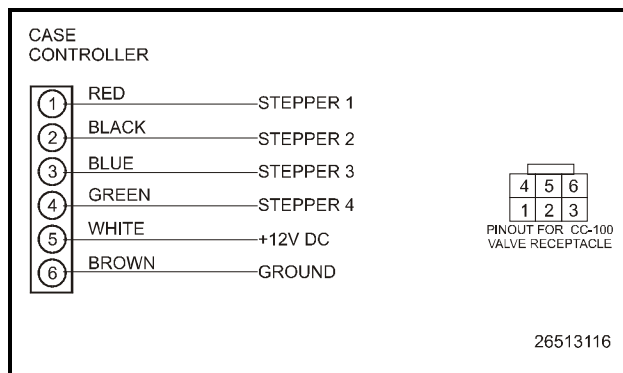 CASE
CONTROLLER
1 RED STEPPER 1
2 BLACK STEPPER 2
3 BLUE STEPPER 3
4 GREEN STEPPER 4
5 WHITE +12V DC
6 BROWN GROUND
4 5 6
1 2 3
PINOUT FOR CC-100
VALVE RECEPTACLE
26513116